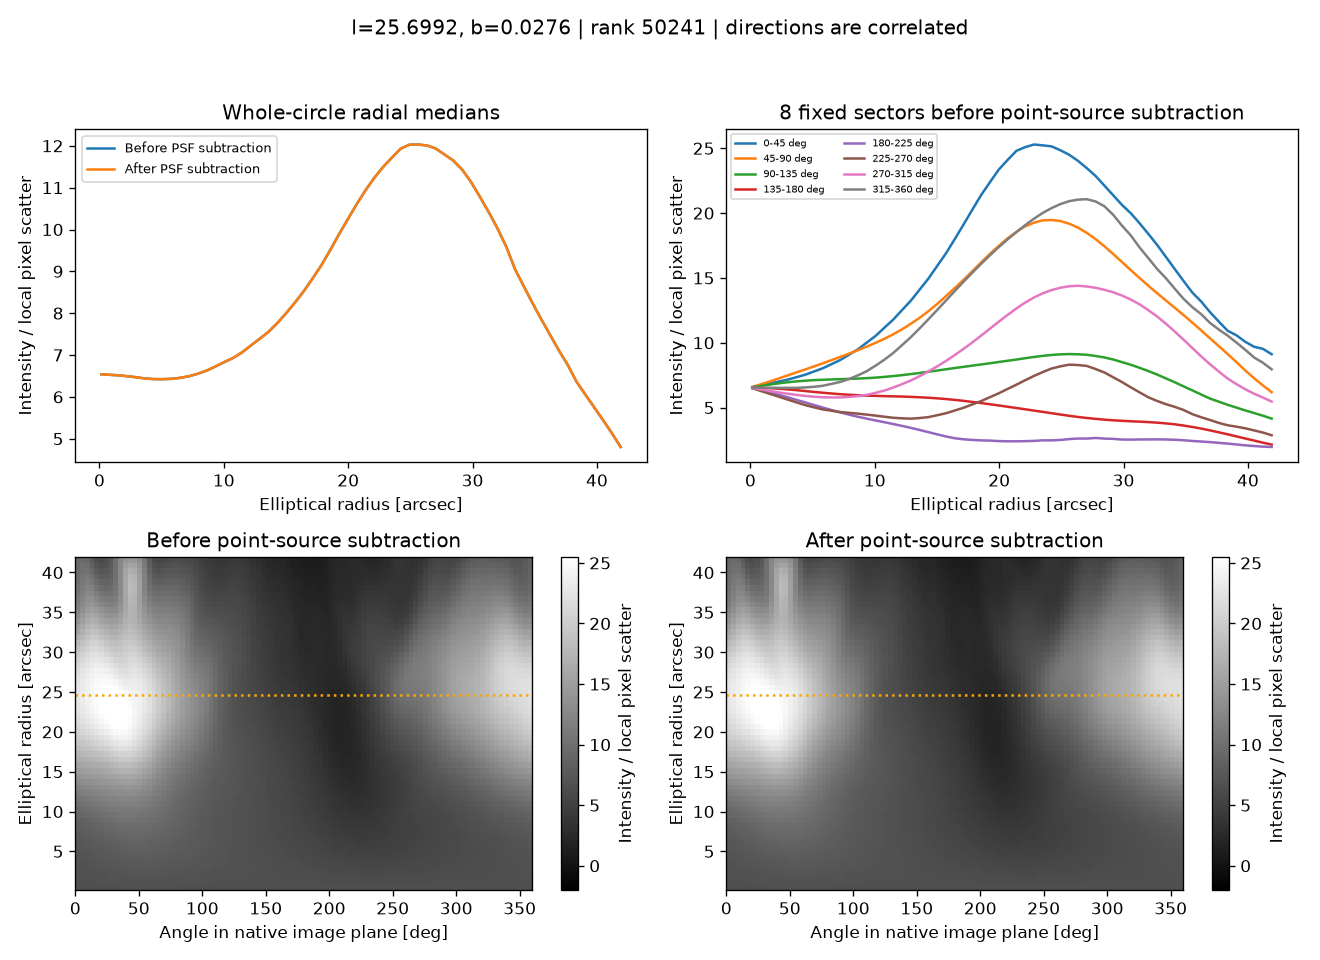 l=25.6992, b=0.0276 | rank 50241 | directions are correlated
Whole-circle radial medians
Before PSF subtraction
After PSF subtraction
12
11
10
9
8
7
6
5
Intensity / local pixel scatter
0 10 20 30 40
Elliptical radius [arcsec]
8 fixed sectors before point-source subtraction
0-45 deg 180-225 deg
45-90 deg 225-270 deg
90-135 deg 270-315 deg
135-180 deg 315-360 deg
25
20
15
10
5
Intensity / local pixel scatter
0 10 20 30 40
Elliptical radius [arcsec]
Before point-source subtraction
40
35
30
25
20
15
10
5
Elliptical radius [arcsec]
0 50 100 150 200 250 300 350
Angle in native image plane [deg]
25
20
15
10
5
0
Intensity / local pixel scatter
After point-source subtraction
40
35
30
25
20
15
10
5
Elliptical radius [arcsec]
0 50 100 150 200 250 300 350
Angle in native image plane [deg]
25
20
15
10
5
0
Intensity / local pixel scatter